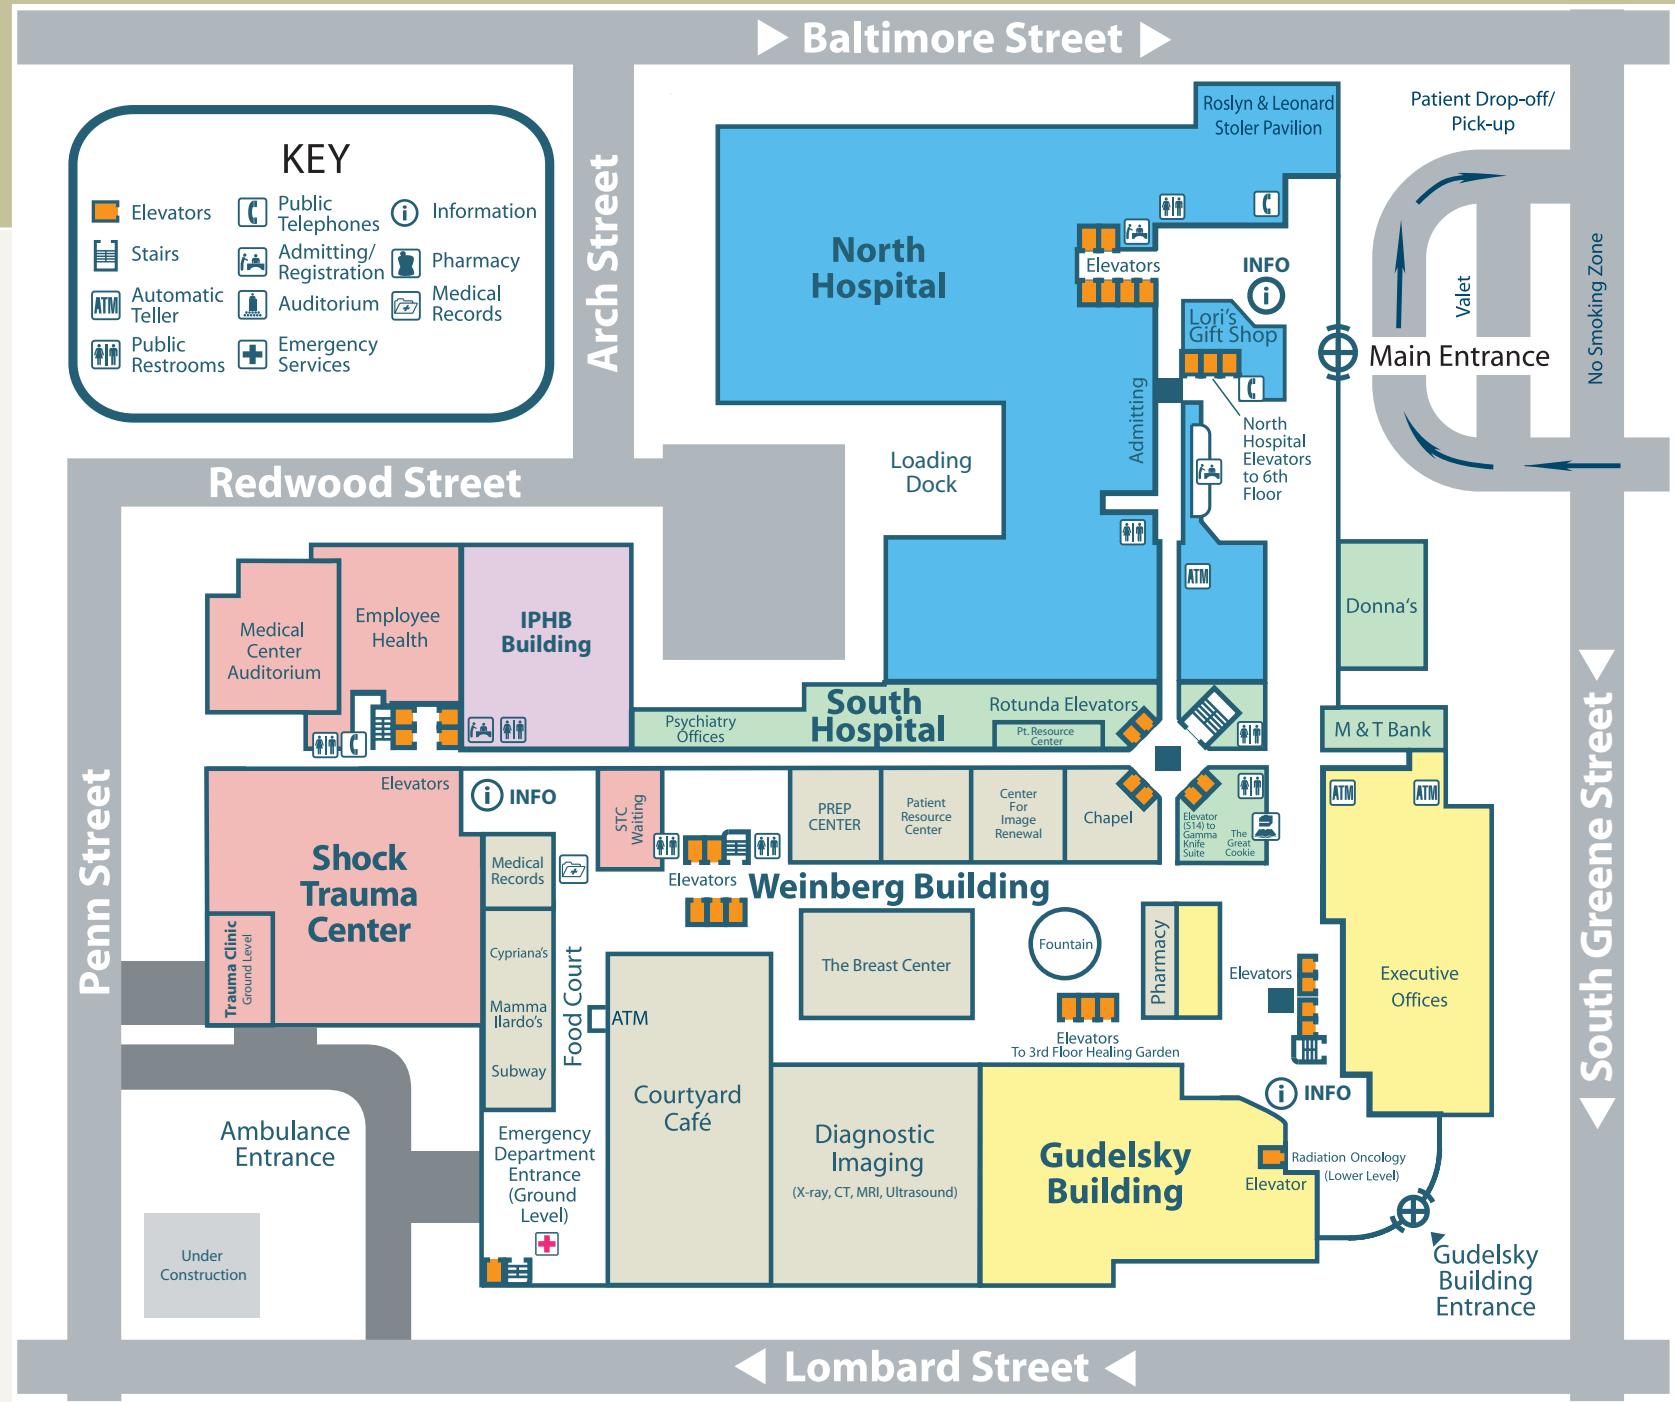 Baltimore Street
Roslyn & Leonard
Stoler Pavilion
Patient Drop-off/
Pick-up
KEY
Elevators
Public
Telephones
Information
Stairs
Admitting/
Registration
Pharmacy
ATM
Automatic
Teller
Auditorium
Medical
Records
Public
Restrooms
Emergency
Services
Arch Street
North
Hospital
Elevators
INFO
Lori's
Gift Shop
Main Entrance
Valet
No Smoking Zone
Admitting
North
Hospital
Elevators
to 6th
Floor
Loading
Dock
Redwood Street
Medical
Center
Auditorium
Employee
Health
IPHB
Building
ATM
Donna's
Psychiatry
Offices
South
Hospital
Rotunda Elevators
Pt. Resource
Center
M & T Bank
Penn Street
Elevators
INFO
STC
Waiting
PREP
CENTER
Patient
Resource
Center
Center
For
Image
Renewal
Chapel
Elevator
(S14) to
Gamma
Knife
Suite
The
Great
Cookie
ATM
ATM
South Greene Street
Shock
Trauma
Center
Medical
Records
Elevators
Weinberg Building
Trauma Clinic
Ground Level
Cypriana's
Mamma
Ilardo's
Subway
Food Court
ATM
The Breast Center
Fountain
Pharmacy
Elevators
Executive
Offices
Elevators
To 3rd Floor Healing Garden
Courtyard
Café
INFO
Ambulance
Entrance
Emergency
Department
Entrance
(Ground
Level)
Diagnostic
Imaging
(X-ray, CT, MRI, Ultrasound)
Gudelsky
Building
Radiation Oncology
(Lower Level)
Elevator
Under
Construction
Gudelsky
Building
Entrance
Lombard Street